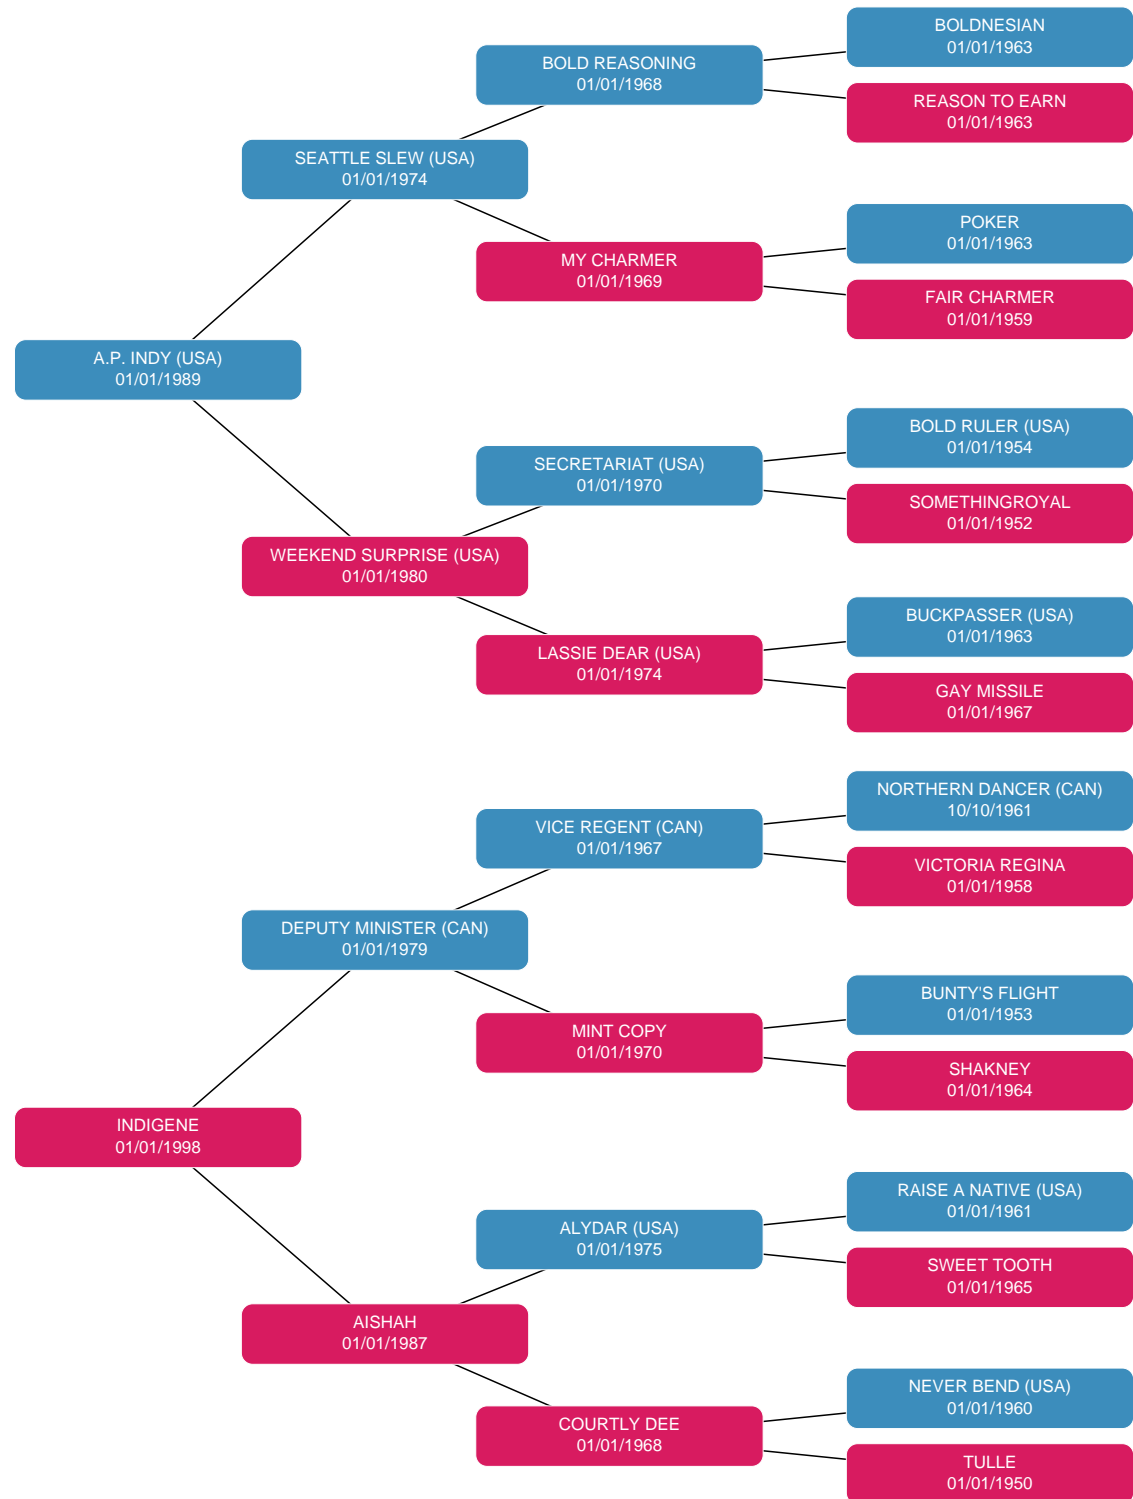 BOLDNESIAN
01/01/1963
BOLD REASONING
01/01/1968
REASON TO EARN
01/01/1963
SEATTLE SLEW (USA)
01/01/1974
POKER
01/01/1963
MY CHARMER
01/01/1969
FAIR CHARMER
01/01/1959
A.P. INDY (USA)
01/01/1989
BOLD RULER (USA)
01/01/1954
SECRETARIAT (USA)
01/01/1970
SOMETHINGROYAL
01/01/1952
WEEKEND SURPRISE (USA)
01/01/1980
BUCKPASSER (USA)
01/01/1963
LASSIE DEAR (USA)
01/01/1974
GAY MISSILE
01/01/1967
NORTHERN DANCER (CAN)
10/10/1961
VICE REGENT (CAN)
01/01/1967
VICTORIA REGINA
01/01/1958
DEPUTY MINISTER (CAN)
01/01/1979
BUNTY'S FLIGHT
01/01/1953
MINT COPY
01/01/1970
SHAKNEY
01/01/1964
INDIGENE
01/01/1998
RAISE A NATIVE (USA)
01/01/1961
ALYDAR (USA)
01/01/1975
SWEET TOOTH
01/01/1965
AISHAH
01/01/1987
NEVER BEND (USA)
01/01/1960
COURTLY DEE
01/01/1968
TULLE
01/01/1950